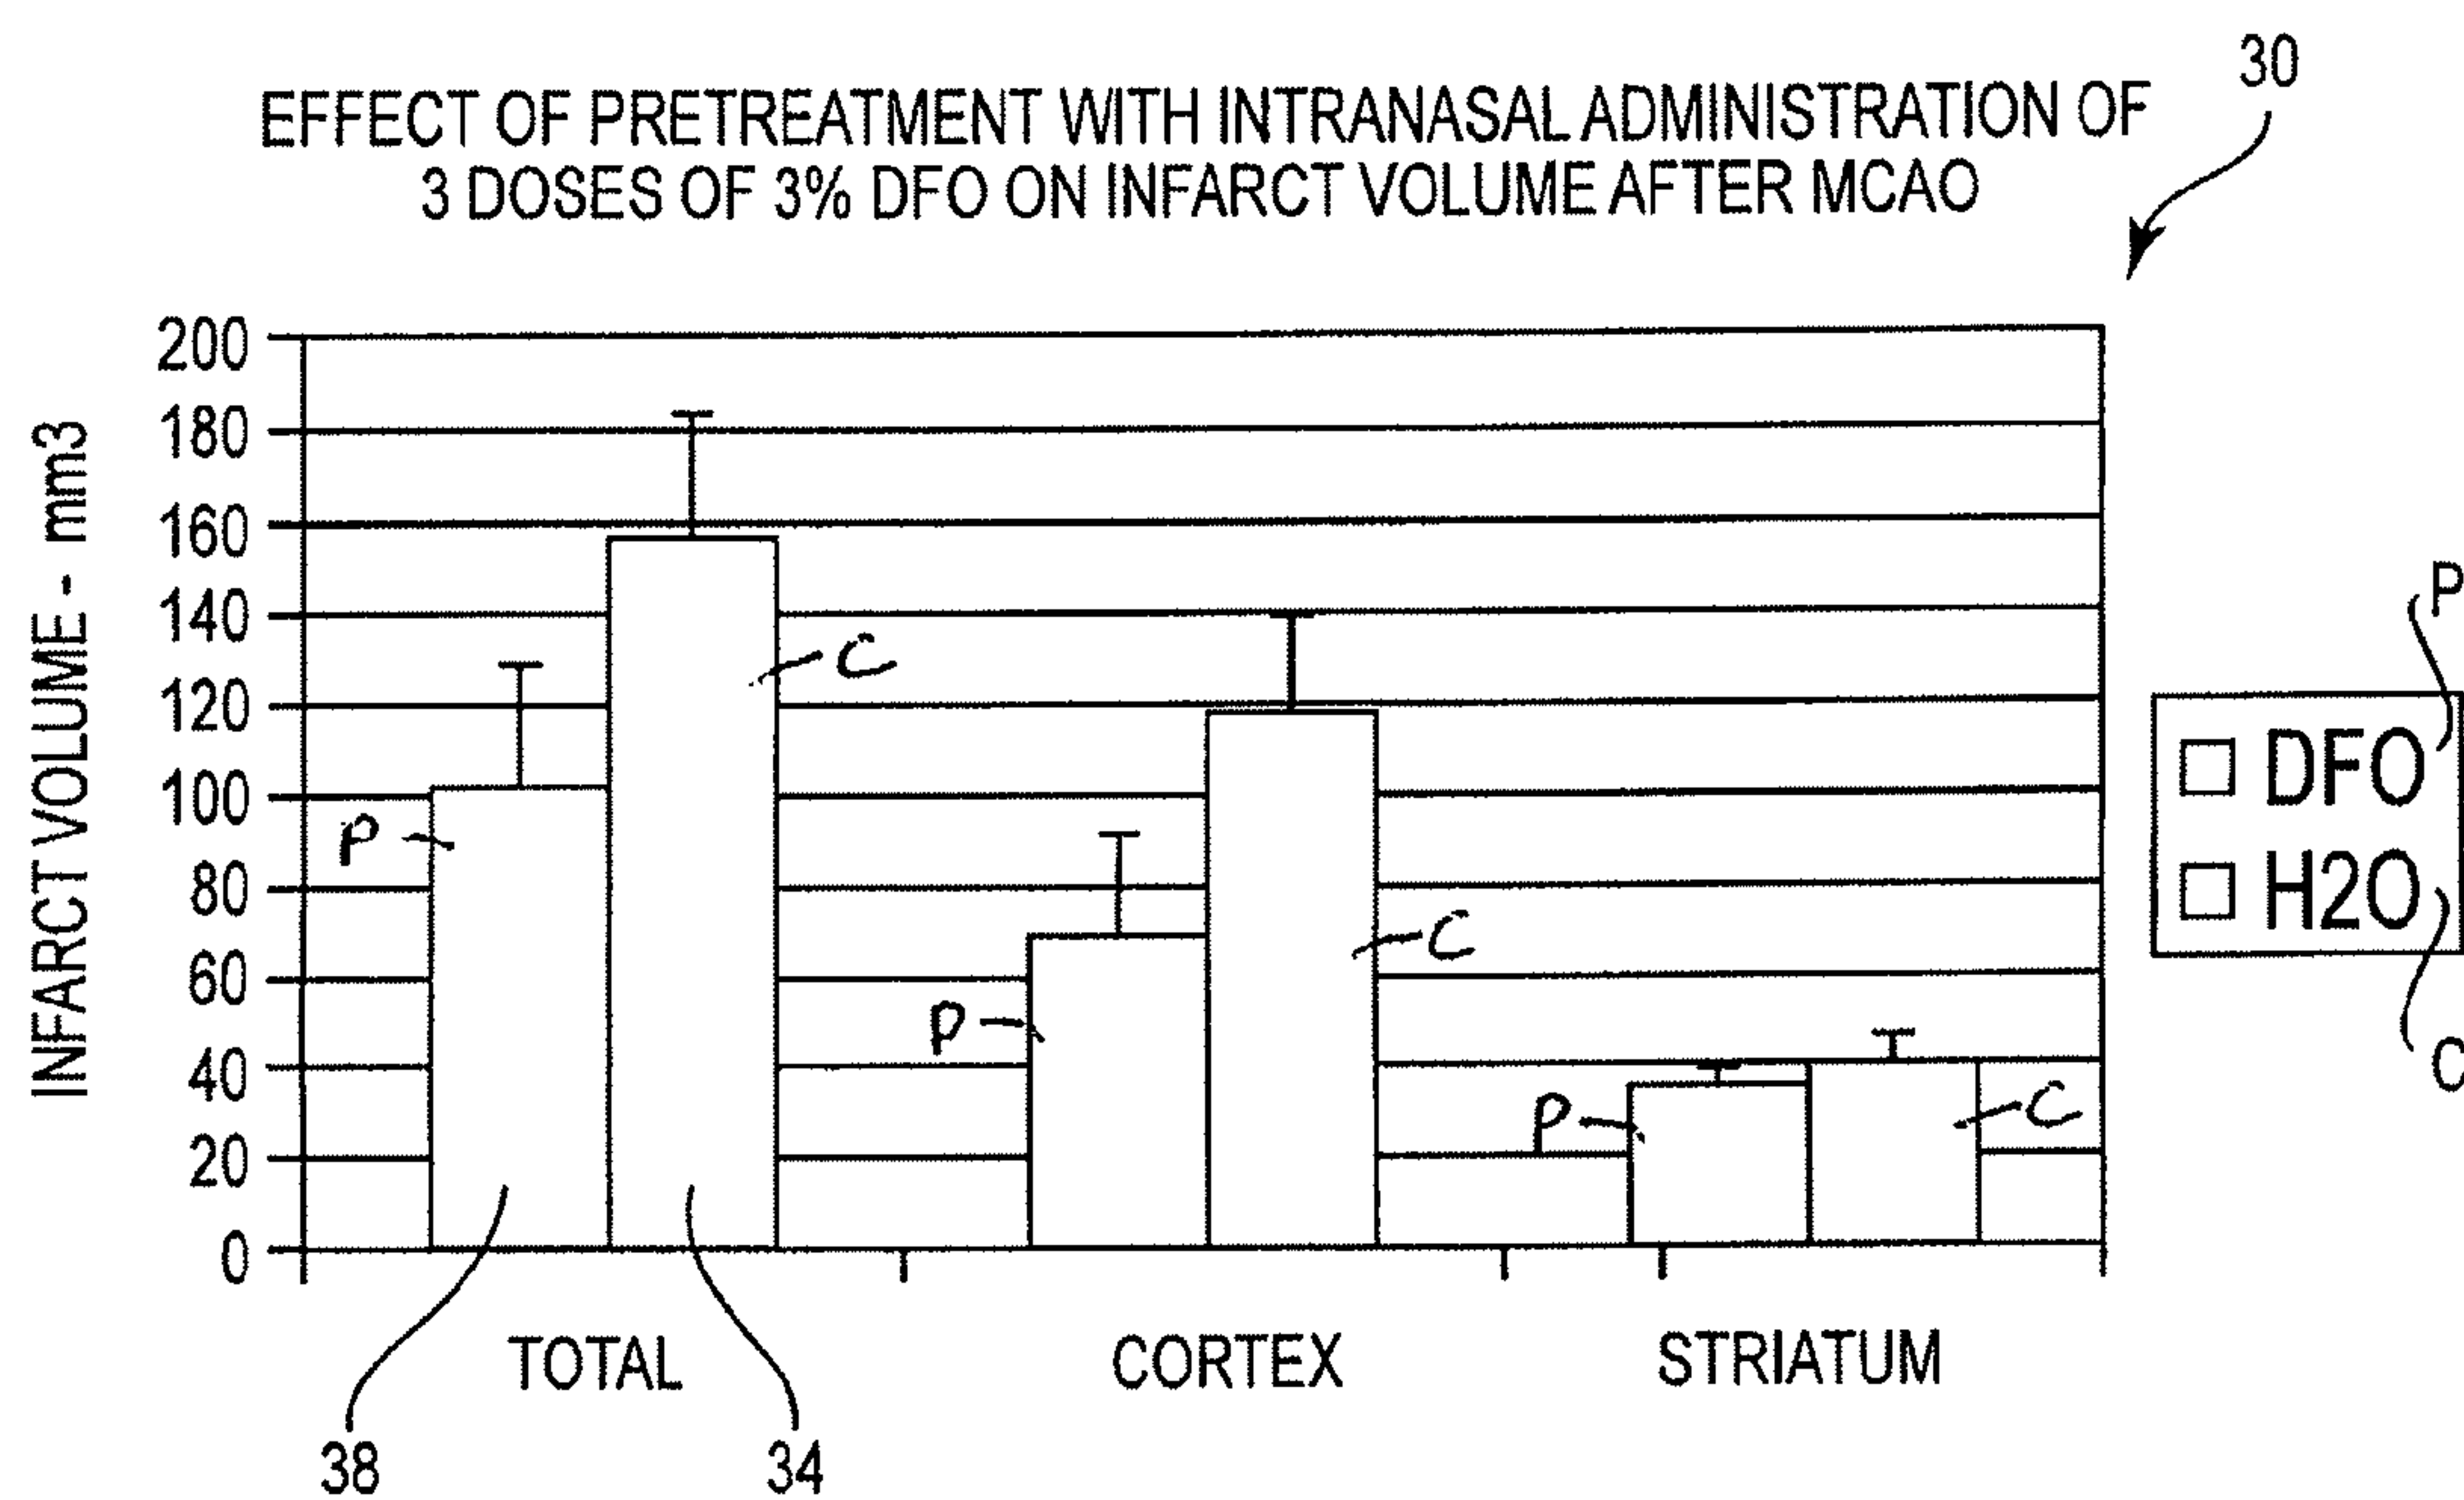 30
EFFECT OF PRETREATMENT WITH INTRANASAL ADMINISTRATION OF
3 DOSES OF 3% DFO ON INFARCT VOLUME AFTER MCAO
INFARCT VOLUME - mm3
200
180
160
140
120
100
80
60
40
20
0
P
C
P
C
P
C
P
DFO
H2O
C
TOTAL
CORTEX
STRIATUM
38
34